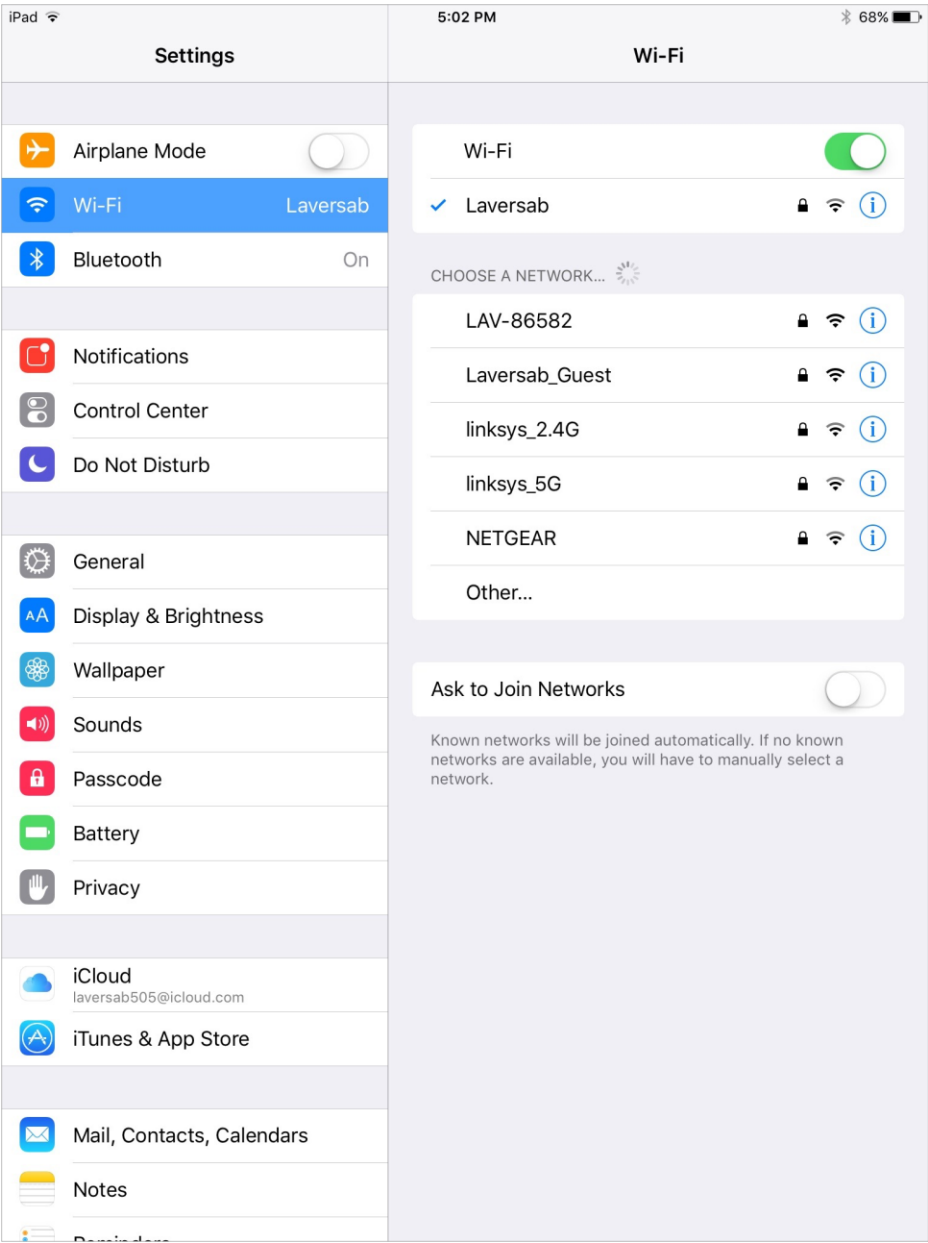 iPad 5:02 PM 68%
Settings
Airplane Mode
Wi-Fi Laversab
Bluetooth On
Notifications
Control Center
Do Not Disturb
General
AA Display & Brightness
Wallpaper
Sounds
Passcode
Battery
Privacy
iCloud
laversab505@icloud.com
iTunes & App Store
Mail, Contacts, Calendars
Notes
Reminders
Wi-Fi
Wi-Fi
Laversab
CHOOSE A NETWORK...
LAV-86582
Laversab_Guest
linksys_2.4G
linksys_5G
NETGEAR
Other...
Ask to Join Networks
Known networks will be joined automatically. If no known
networks are available, you will have to manually select a
network.